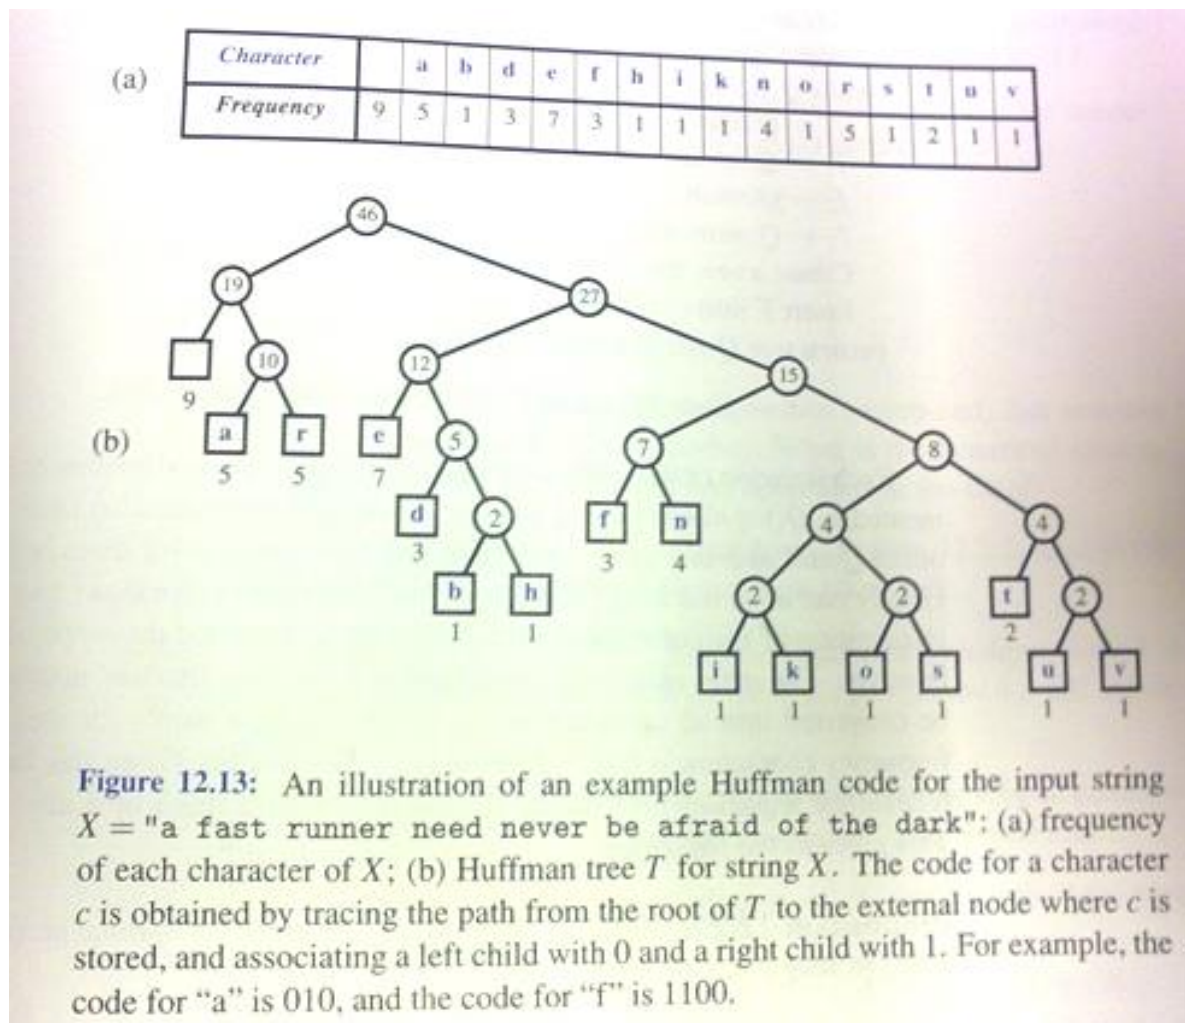 (a)
Character a b d e f h i k n o r s t u v
Frequency 9 5 1 3 7 3 1 1 1 4 1 5 1 2 1 1
46
19 27
10 12 15
9
(b) a r e 5 7 8
5 5 7
d 2 f n 4 4
3 3 4
b h 2 2 t 2
1 1 2
i k o s u v
1 1 1 1 1 1
Figure 12.13: An illustration of an example Huffman code for the input string
X = "a fast runner need never be afraid of the dark": (a) frequency
of each character of X; (b) Huffman tree T for string X. The code for a character
c is obtained by tracing the path from the root of T to the external node where c is
stored, and associating a left child with 0 and a right child with 1. For example, the
code for "a" is 010, and the code for "f" is 1100.